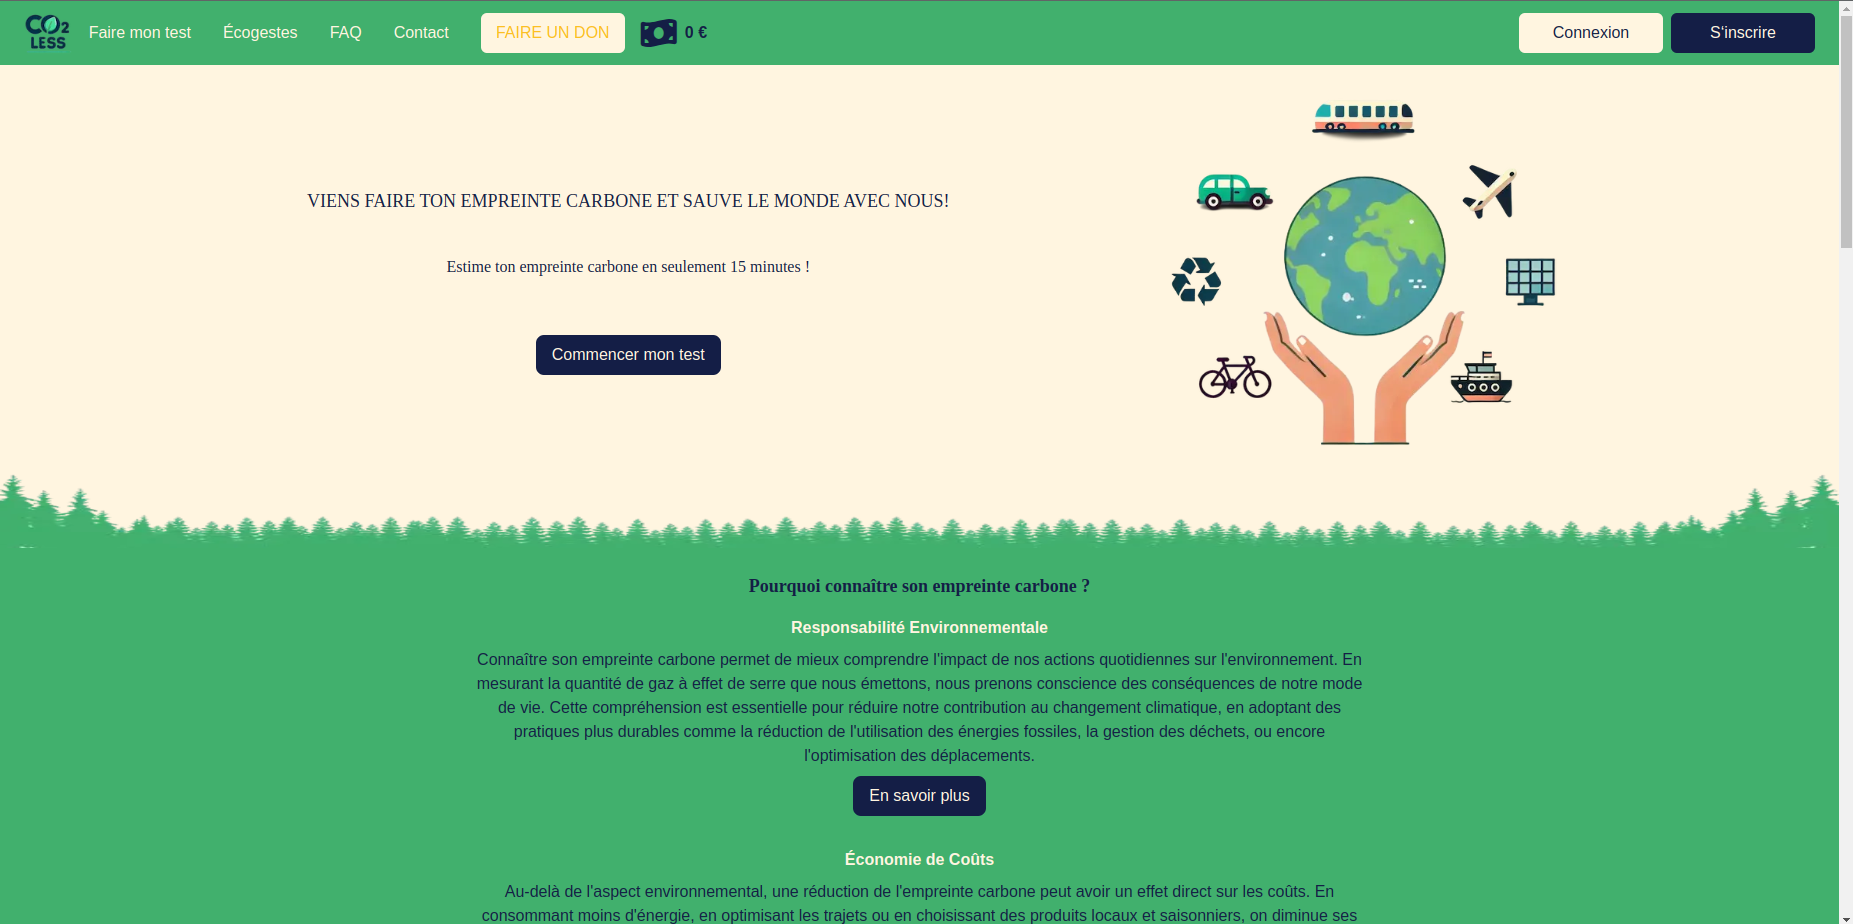 CO2
LESS
Faire mon test
Écogestes
FAQ
Contact
FAIRE UN DON
0 €
Connexion
S'inscrire
VIENS FAIRE TON EMPREINTE CARBONE ET SAUVE LE MONDE AVEC NOUS!
Estime ton empreinte carbone en seulement 15 minutes !
Commencer mon test
Pourquoi connaître son empreinte carbone ?
Responsabilité Environnementale
Connaître son empreinte carbone permet de mieux comprendre l'impact de nos actions quotidiennes sur l'environnement. En
mesurant la quantité de gaz à effet de serre que nous émettons, nous prenons conscience des conséquences de notre mode
de vie. Cette compréhension est essentielle pour réduire notre contribution au changement climatique, en adoptant des
pratiques plus durables comme la réduction de l'utilisation des énergies fossiles, la gestion des déchets, ou encore
l'optimisation des déplacements.
En savoir plus
Économie de Coûts
Au-delà de l'aspect environnemental, une réduction de l'empreinte carbone peut avoir un effet direct sur les coûts. En
consommant moins d'énergie, en optimisant les trajets ou en choisissant des produits locaux et saisonniers, on diminue ses